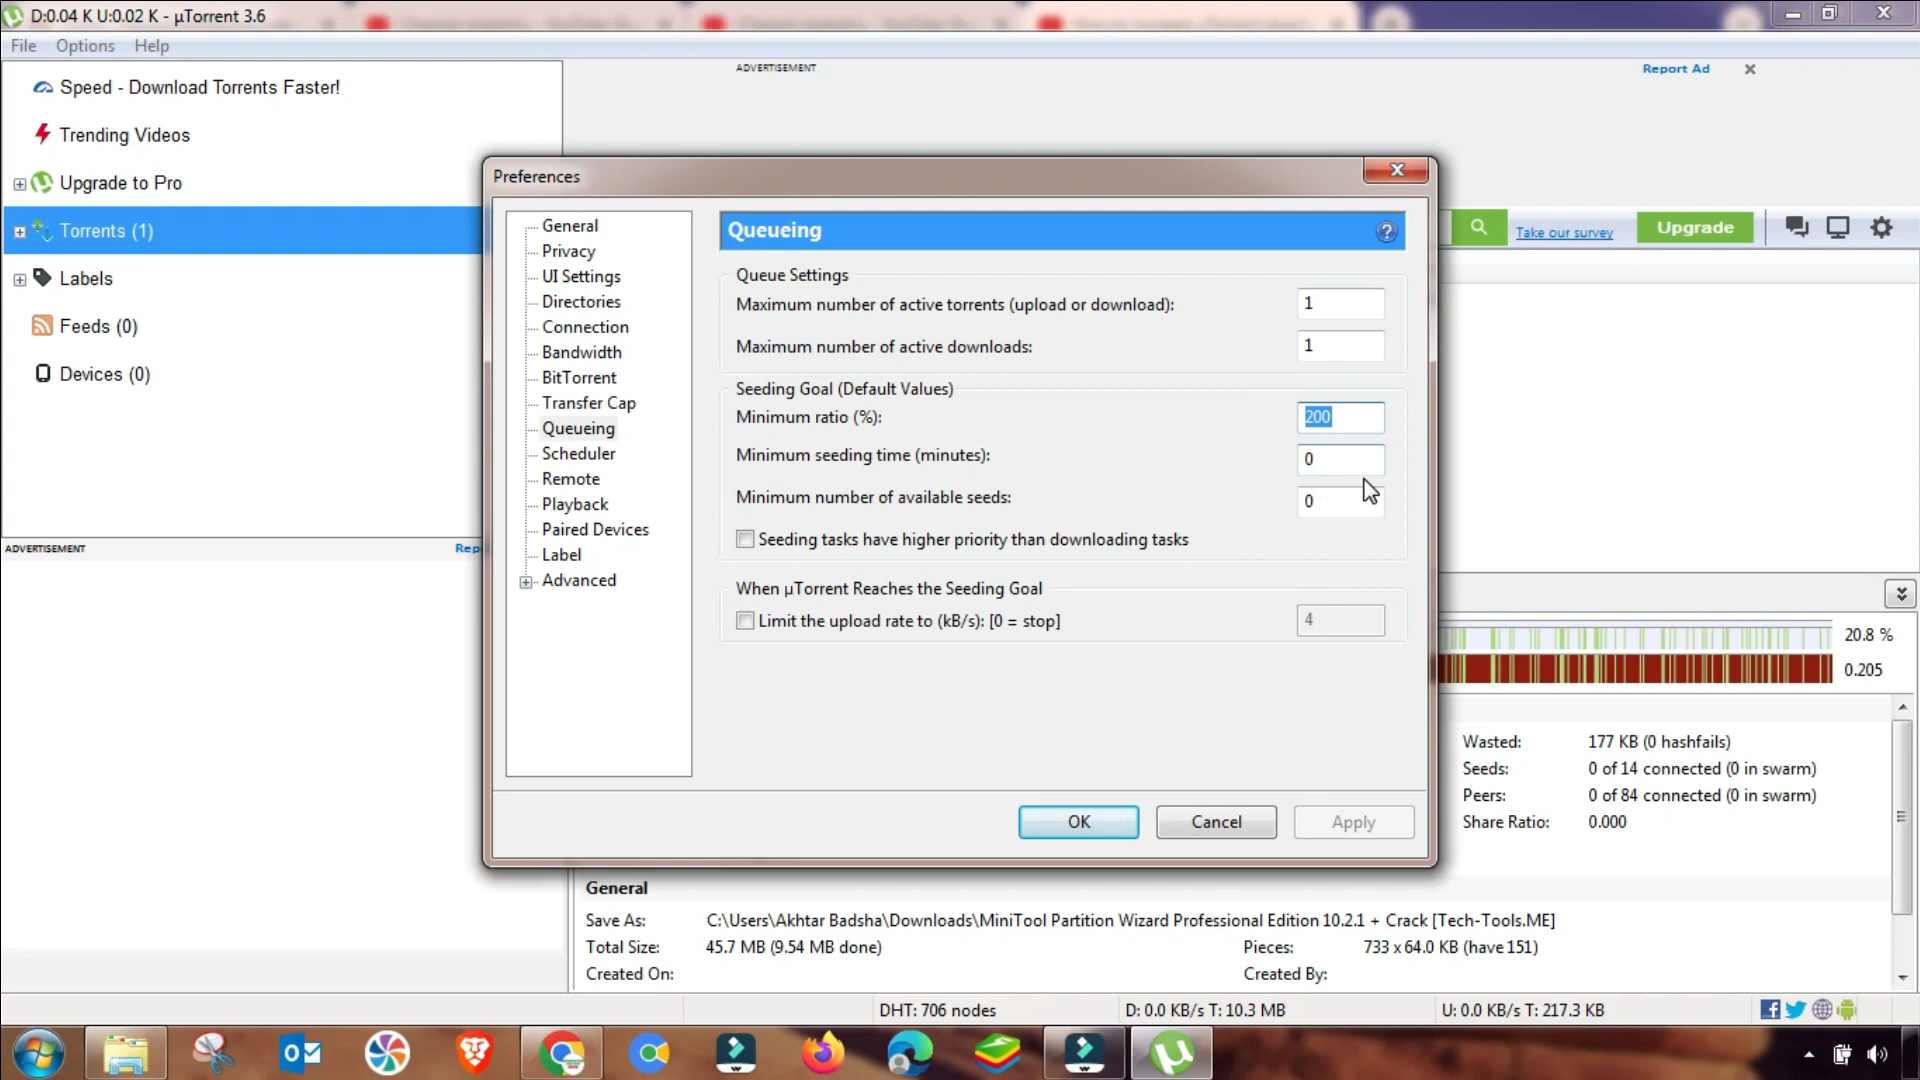 D:0.04 K U:0.02 K - µTorrent 3.6
File Options Help
Speed - Download Torrents Faster!
Trending Videos
Upgrade to Pro
Torrents (1)
Labels
Feeds (0)
Devices (0)
ADVERTISEMENT
ADVERTISEMENT
Report Ad
Take our survey
Upgrade
Preferences
General
Privacy
UI Settings
Directories
Connection
Bandwidth
BitTorrent
Transfer Cap
Queueing
Scheduler
Remote
Playback
Paired Devices
Label
Advanced
Queueing
Queue Settings
Maximum number of active torrents (upload or download): 1
Maximum number of active downloads: 1
Seeding Goal (Default Values)
Minimum ratio (%): 200
Minimum seeding time (minutes): 0
Minimum number of available seeds: 0
Seeding tasks have higher priority than downloading tasks
When µTorrent Reaches the Seeding Goal
Limit the upload rate to (kB/s): [0 = stop] 4
OK Cancel Apply
20.8 %
0.205
Wasted: 177 KB (0 hashfails)
Seeds: 0 of 14 connected (0 in swarm)
Peers: 0 of 84 connected (0 in swarm)
Share Ratio: 0.000
General
Save As: C:\Users\Akhtar Badsha\Downloads\MiniTool Partition Wizard Professional Edition 10.2.1 + Crack [Tech-Tools.ME]
Total Size: 45.7 MB (9.54 MB done) Pieces: 733 x 64.0 KB (have 151)
Created On: Created By:
DHT: 706 nodes D: 0.0 KB/s T: 10.3 MB U: 0.0 KB/s T: 217.3 KB